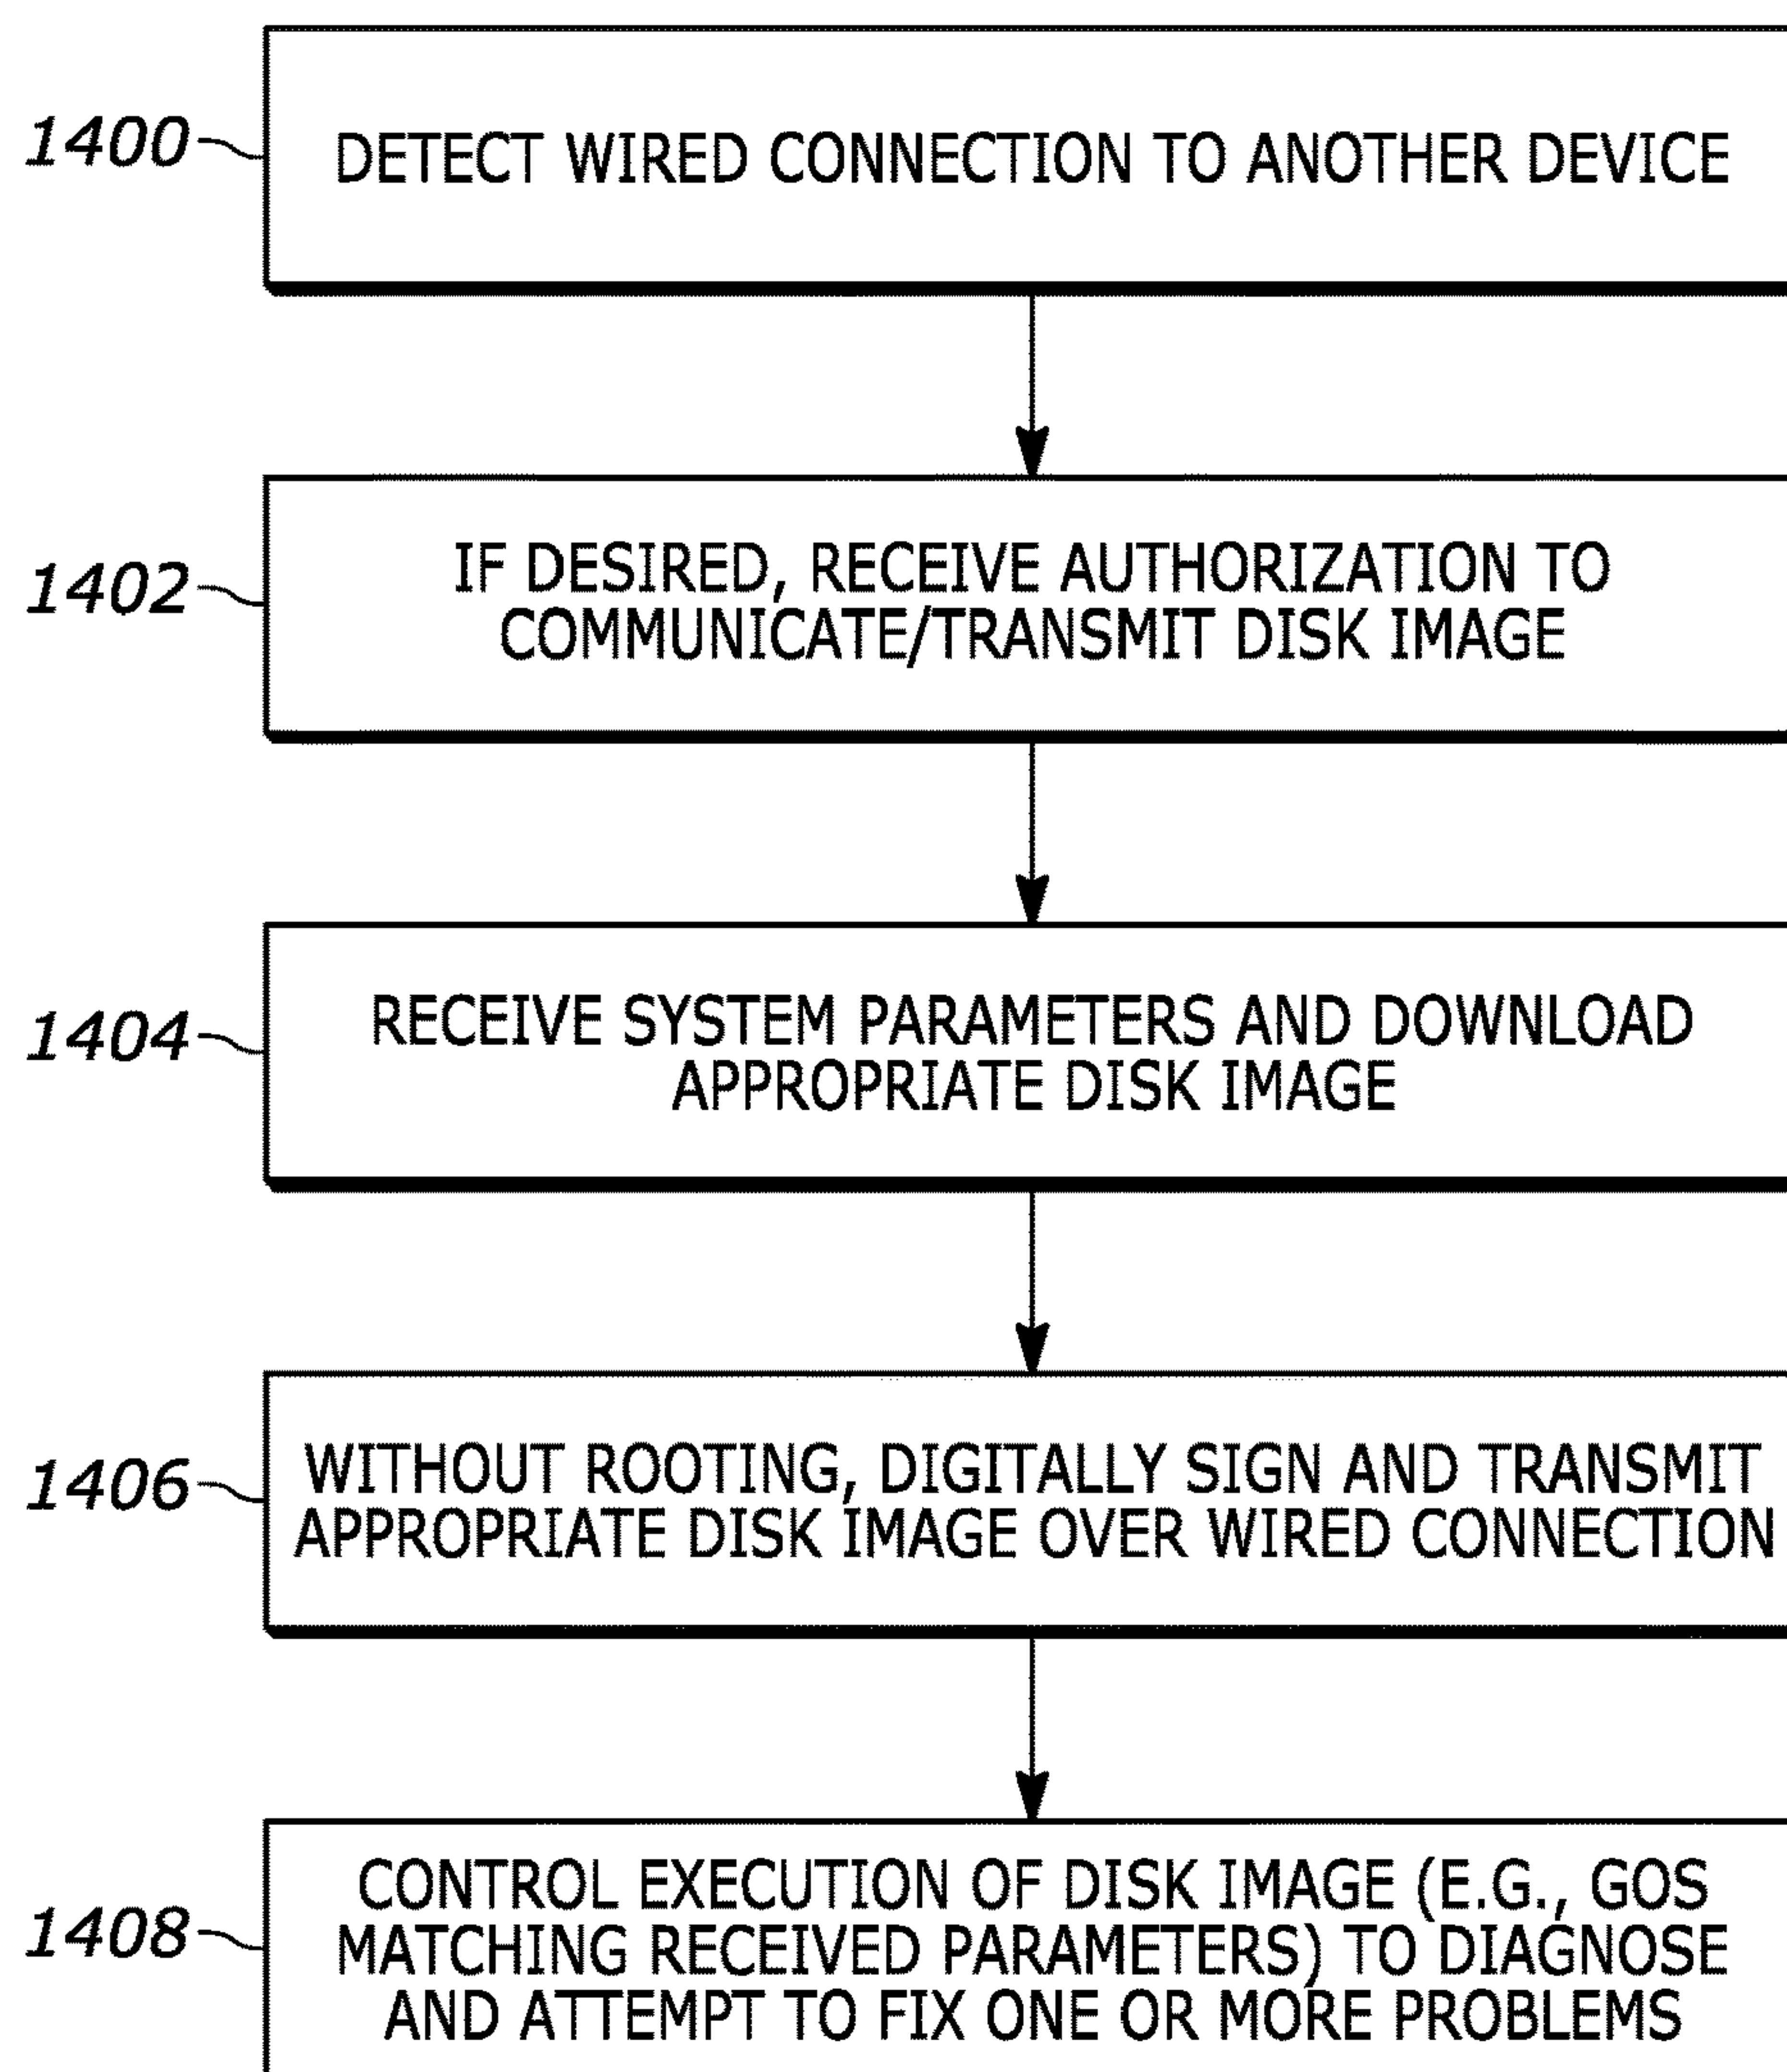 1400
DETECT WIRED CONNECTION TO ANOTHER DEVICE
1402
IF DESIRED, RECEIVE AUTHORIZATION TO
COMMUNICATE/TRANSMIT DISK IMAGE
1404
RECEIVE SYSTEM PARAMETERS AND DOWNLOAD
APPROPRIATE DISK IMAGE
1406
WITHOUT ROOTING, DIGITALLY SIGN AND TRANSMIT
APPROPRIATE DISK IMAGE OVER WIRED CONNECTION
1408
CONTROL EXECUTION OF DISK IMAGE (E.G., GOS
MATCHING RECEIVED PARAMETERS) TO DIAGNOSE
AND ATTEMPT TO FIX ONE OR MORE PROBLEMS